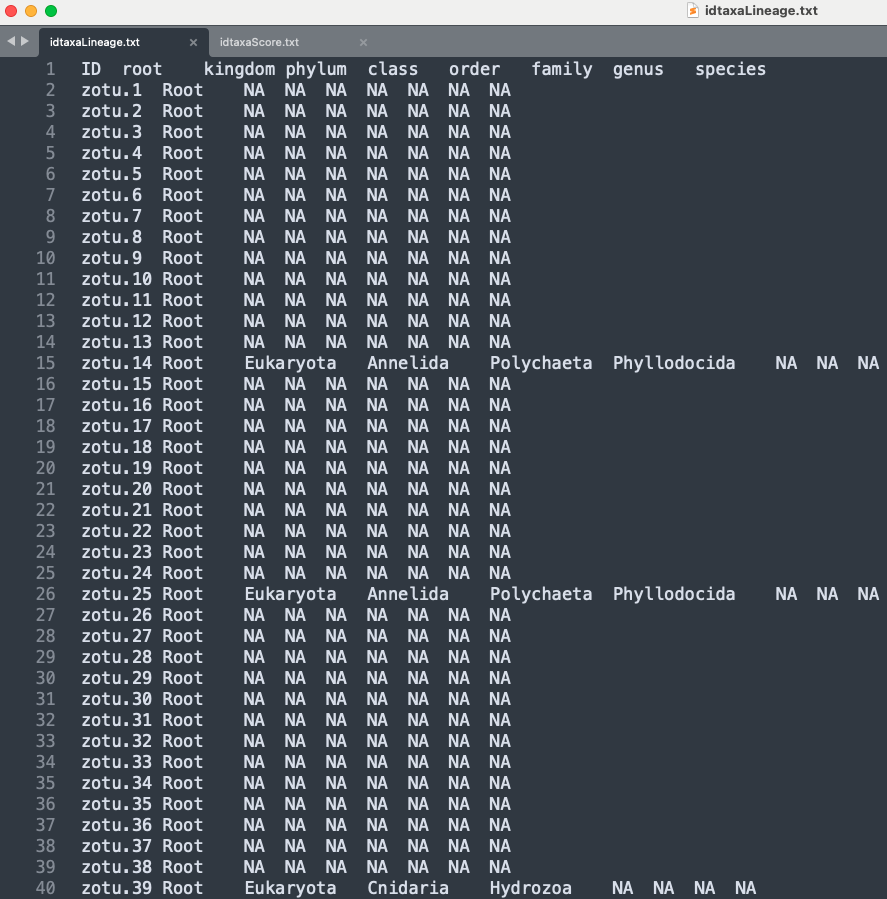 idtaxaLineage.txt
idtaxaLineage.txt × idtaxaScore.txt ×
1 ID root kingdom phylum class order family genus species
2 zotu.1 Root NA NA NA NA NA NA NA
3 zotu.2 Root NA NA NA NA NA NA NA
4 zotu.3 Root NA NA NA NA NA NA NA
5 zotu.4 Root NA NA NA NA NA NA NA
6 zotu.5 Root NA NA NA NA NA NA NA
7 zotu.6 Root NA NA NA NA NA NA NA
8 zotu.7 Root NA NA NA NA NA NA NA
9 zotu.8 Root NA NA NA NA NA NA NA
10 zotu.9 Root NA NA NA NA NA NA NA
11 zotu.10 Root NA NA NA NA NA NA NA
12 zotu.11 Root NA NA NA NA NA NA NA
13 zotu.12 Root NA NA NA NA NA NA NA
14 zotu.13 Root NA NA NA NA NA NA NA
15 zotu.14 Root Eukaryota Annelida Polychaeta Phyllodocida NA NA NA
16 zotu.15 Root NA NA NA NA NA NA NA
17 zotu.16 Root NA NA NA NA NA NA NA
18 zotu.17 Root NA NA NA NA NA NA NA
19 zotu.18 Root NA NA NA NA NA NA NA
20 zotu.19 Root NA NA NA NA NA NA NA
21 zotu.20 Root NA NA NA NA NA NA NA
22 zotu.21 Root NA NA NA NA NA NA NA
23 zotu.22 Root NA NA NA NA NA NA NA
24 zotu.23 Root NA NA NA NA NA NA NA
25 zotu.24 Root NA NA NA NA NA NA NA
26 zotu.25 Root Eukaryota Annelida Polychaeta Phyllodocida NA NA NA
27 zotu.26 Root NA NA NA NA NA NA NA
28 zotu.27 Root NA NA NA NA NA NA NA
29 zotu.28 Root NA NA NA NA NA NA NA
30 zotu.29 Root NA NA NA NA NA NA NA
31 zotu.30 Root NA NA NA NA NA NA NA
32 zotu.31 Root NA NA NA NA NA NA NA
33 zotu.32 Root NA NA NA NA NA NA NA
34 zotu.33 Root NA NA NA NA NA NA NA
35 zotu.34 Root NA NA NA NA NA NA NA
36 zotu.35 Root NA NA NA NA NA NA NA
37 zotu.36 Root NA NA NA NA NA NA NA
38 zotu.37 Root NA NA NA NA NA NA NA
39 zotu.38 Root NA NA NA NA NA NA NA
40 zotu.39 Root Eukaryota Cnidaria Hydrozoa NA NA NA NA